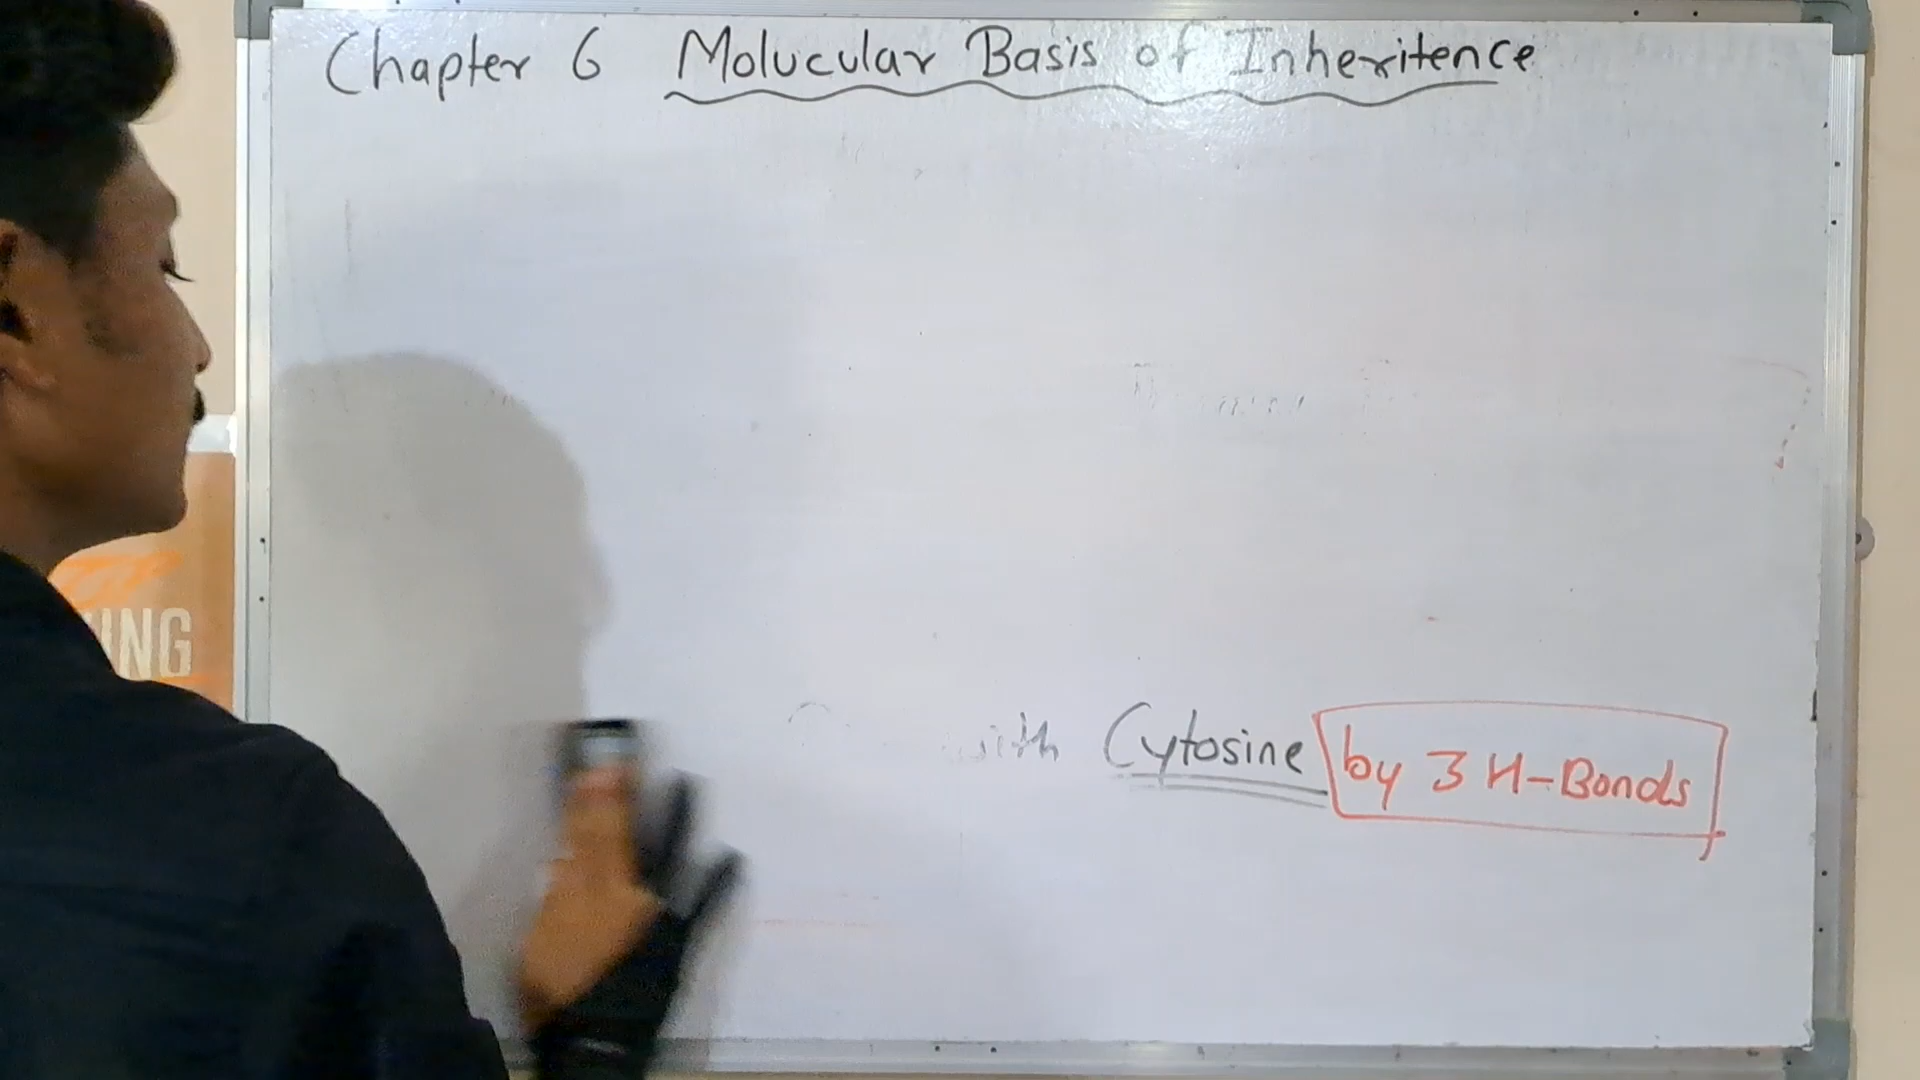 Chapter 6 Molucular Basis of Inheritence
with Cytosine by 3 H-Bonds